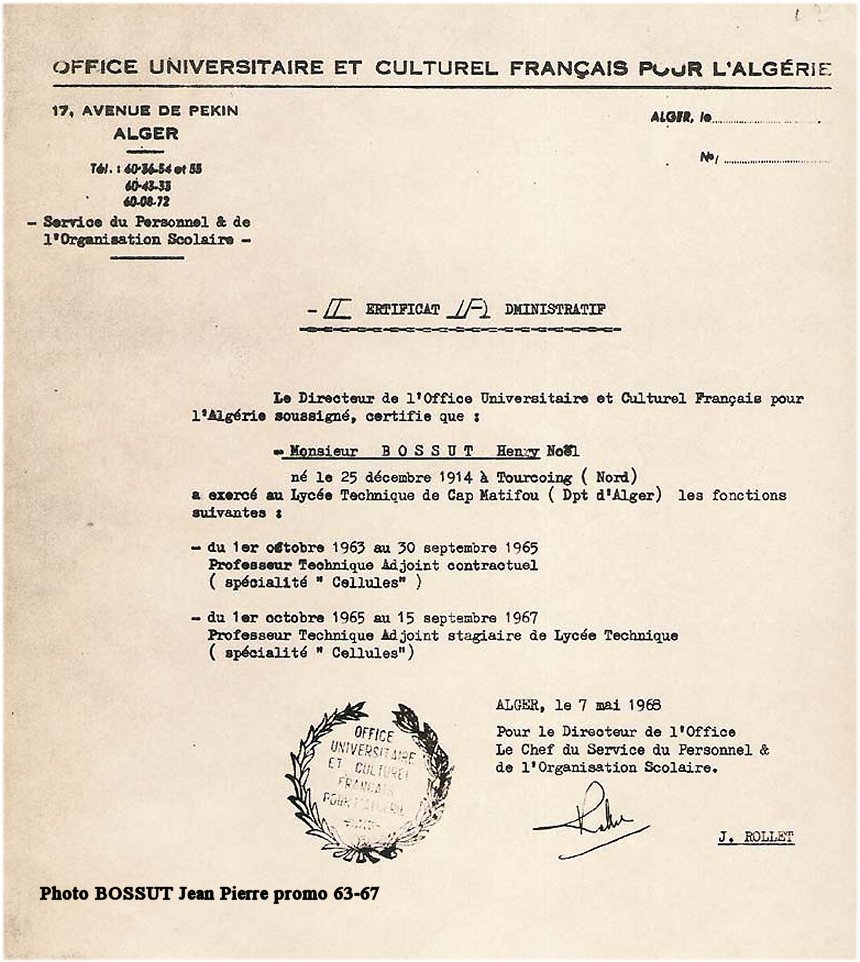 OFFICE UNIVERSITAIRE ET CULTUREL FRANÇAIS POUR L'ALGÉRIE
17, AVENUE DE PEKIN
ALGER
Tél. : 60-36-54 et 55
60-43-33
60-08-72
- Service du Personnel & de
l'Organisation Scolaire -
ALGER, le
N°/
- CERTIFICAT ADMINISTRATIF
Le Directeur de l'Office Universitaire et Culturel Français pour
l'Algérie soussigné, certifie que :
- Monsieur B O S S U T Henry Noël
né le 25 décembre 1914 à Tourcoing ( Nord)
a exercé au Lycée Technique de Cap Matifou ( Dpt d'Alger) les fonctions
suivantes :
- du 1er octobre 1963 au 30 septembre 1965
Professeur Technique Adjoint contractuel
( spécialité " Cellules" )
- du 1er octobre 1965 au 15 septembre 1967
Professeur Technique Adjoint stagiaire de Lycée Technique
( spécialité " Cellules")
ALGER, le 7 mai 1968
Pour le Directeur de l'Office
Le Chef du Service du Personnel &
de l'Organisation Scolaire.
J. ROLLET
OFFICE
UNIVERSITAIRE
ET CULTUREL
FRANÇAIS
POUR L'ALGÉRIE
Photo BOSSUT Jean Pierre promo 63-67